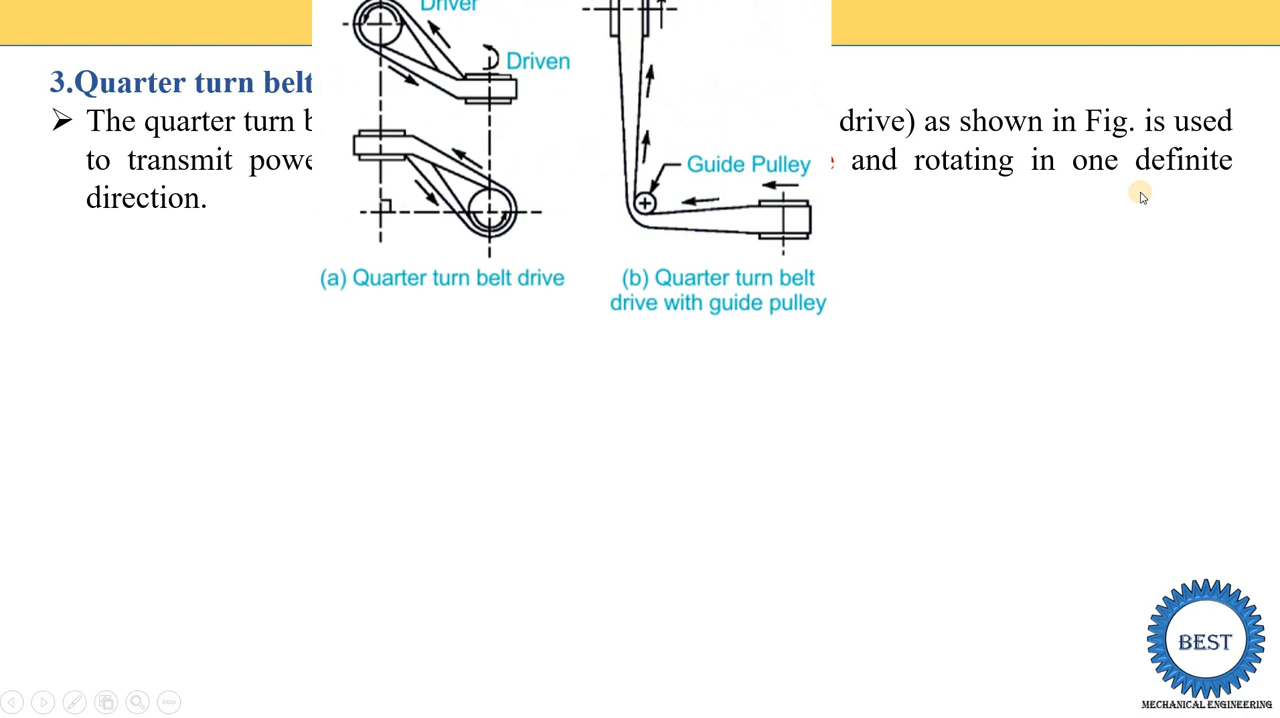 Driver
Driven
3.Quarter turn belt
The quarter turn b drive) as shown in Fig. is used
to transmit powe e and rotating in one definite
direction.
Guide Pulley
(a) Quarter turn belt drive
(b) Quarter turn belt
drive with guide pulley
BEST
MECHANICAL ENGINEERING